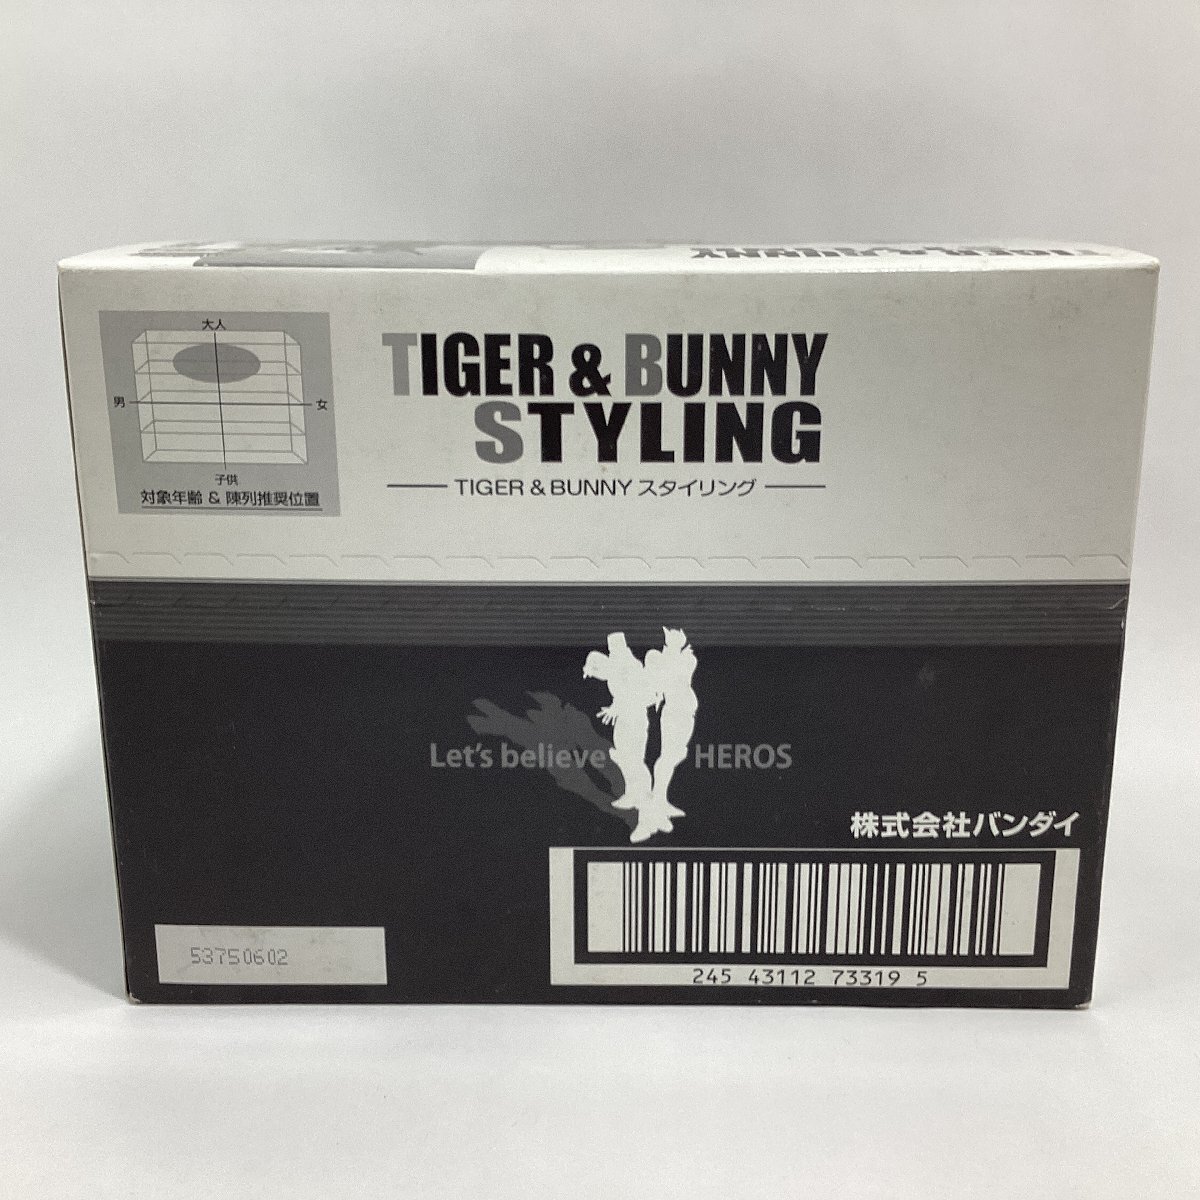 TIGER & BUNNY
大人
男
女
子供
対象年齢 & 陳列推奨位置
TIGER & BUNNY
STYLING
TIGER & BUNNY スタイリング
Let's believe HEROS
株式会社バンダイ
53750602
245 43112 73319 5